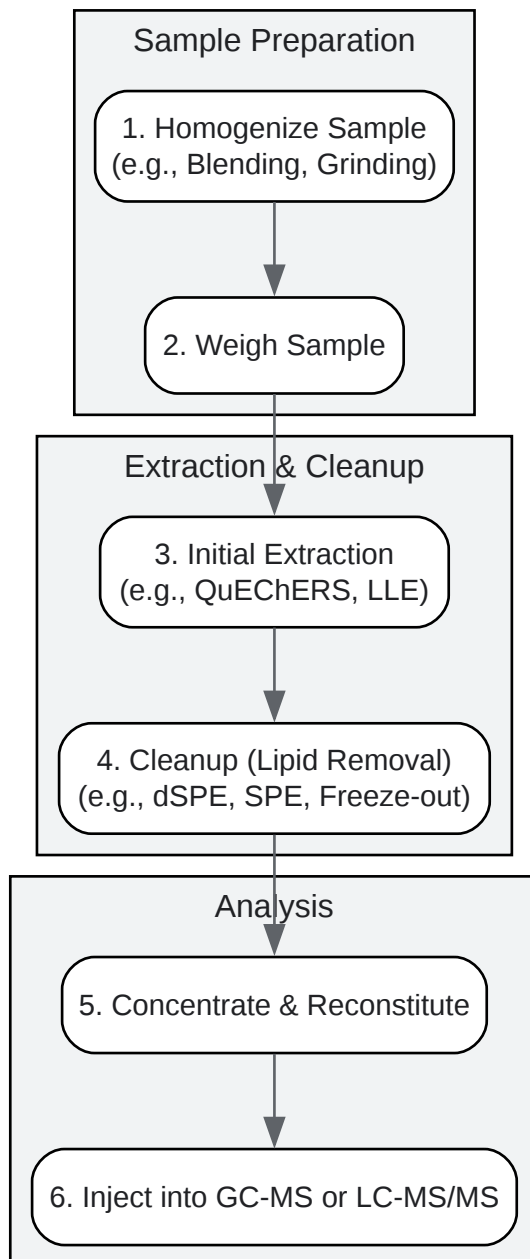 Sample Preparation
1. Homogenize Sample
(e.g., Blending, Grinding)
2. Weigh Sample
Extraction & Cleanup
3. Initial Extraction
(e.g., QuEChERS, LLE)
4. Cleanup (Lipid Removal)
(e.g., dSPE, SPE, Freeze-out)
Analysis
5. Concentrate & Reconstitute
6. Inject into GC-MS or LC-MS/MS